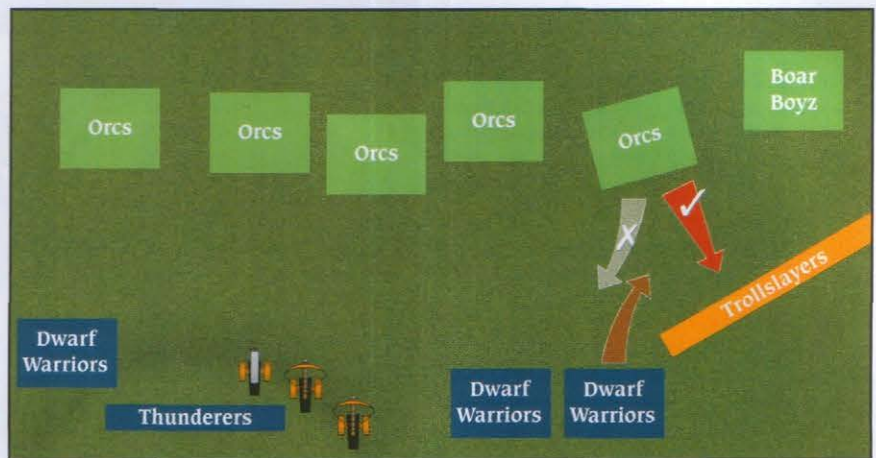 Boar
Boyz
Orcs
Orcs
Orcs
Orcs
Orcs
X
✓
Trollslayers
Dwarf
Warriors
Thunderers
Dwarf
Warriors
Dwarf
Warriors